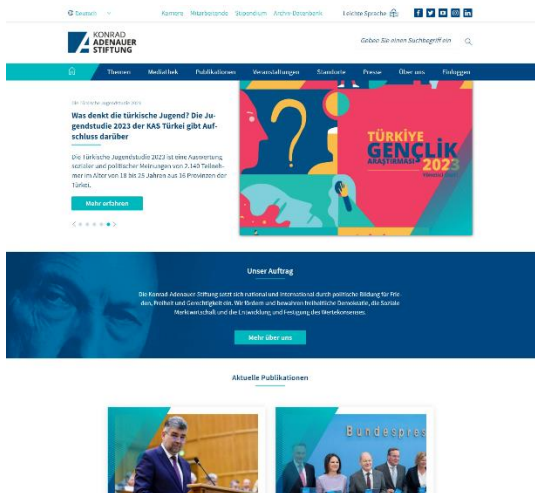 Deutsch
Karriere Mitarbeitende Stipendium Archiv Datenbank
Leichte Sprache
KONRAD
ADENAUER
STIFTUNG
Geben Sie einen Suchbegriff ein
Themen Mediathek Publikationen Veranstaltungen Standorte Presse Über uns Einloggen
Die Türkische Jugendstudie 2023
Was denkt die türkische Jugend? Die Ju-
gendstudie 2023 der KAS Türkei gibt Auf-
schluss darüber
Die Türkische Jugendstudie 2023 ist eine Auswertung
sozialer und politischer Meinungen von 2.140 Teilneh-
mer im Alter von 18 bis 25 Jahren aus 16 Provinzen der
Türkei.
Mehr erfahren
TÜRKİYE
GENÇLİK
ARAŞTIRMASI 2023
Unser Auftrag
Die Konrad-Adenauer-Stiftung setzt sich national und international durch politische Bildung für Frie-
den, Freiheit und Gerechtigkeit ein. Wir fördern und bewahren freiheitliche Demokratie, die Soziale
Marktwirtschaft und die Entwicklung und Festigung des Wertekonsenses.
Mehr über uns
Aktuelle Publikationen
Bundespres